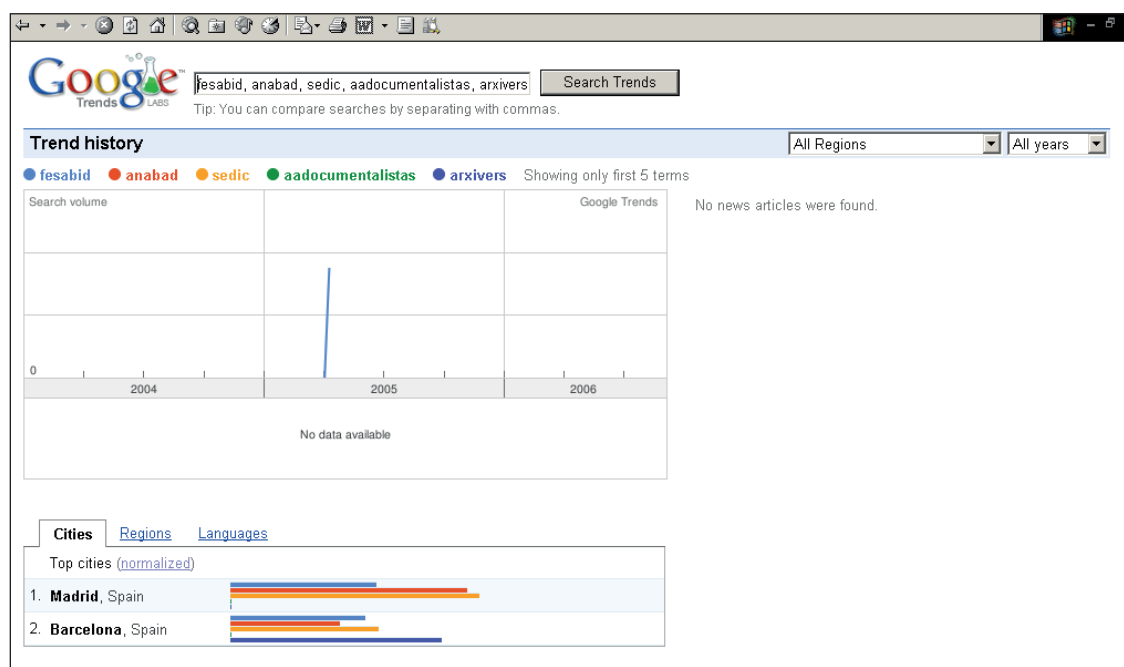 Google™
Trends LABS
fesabid, anabad, sedic, aadocumentalistas, arxivers
Search Trends
Tip: You can compare searches by separating with commas.
Trend history
All Regions
All years
fesabid anabad sedic aadocumentalistas arxivers Showing only first 5 terms
Search volume
Google Trends
No news articles were found.
0
2004 2005 2006
No data available
Cities Regions Languages
Top cities (normalized)
1. Madrid, Spain
2. Barcelona, Spain